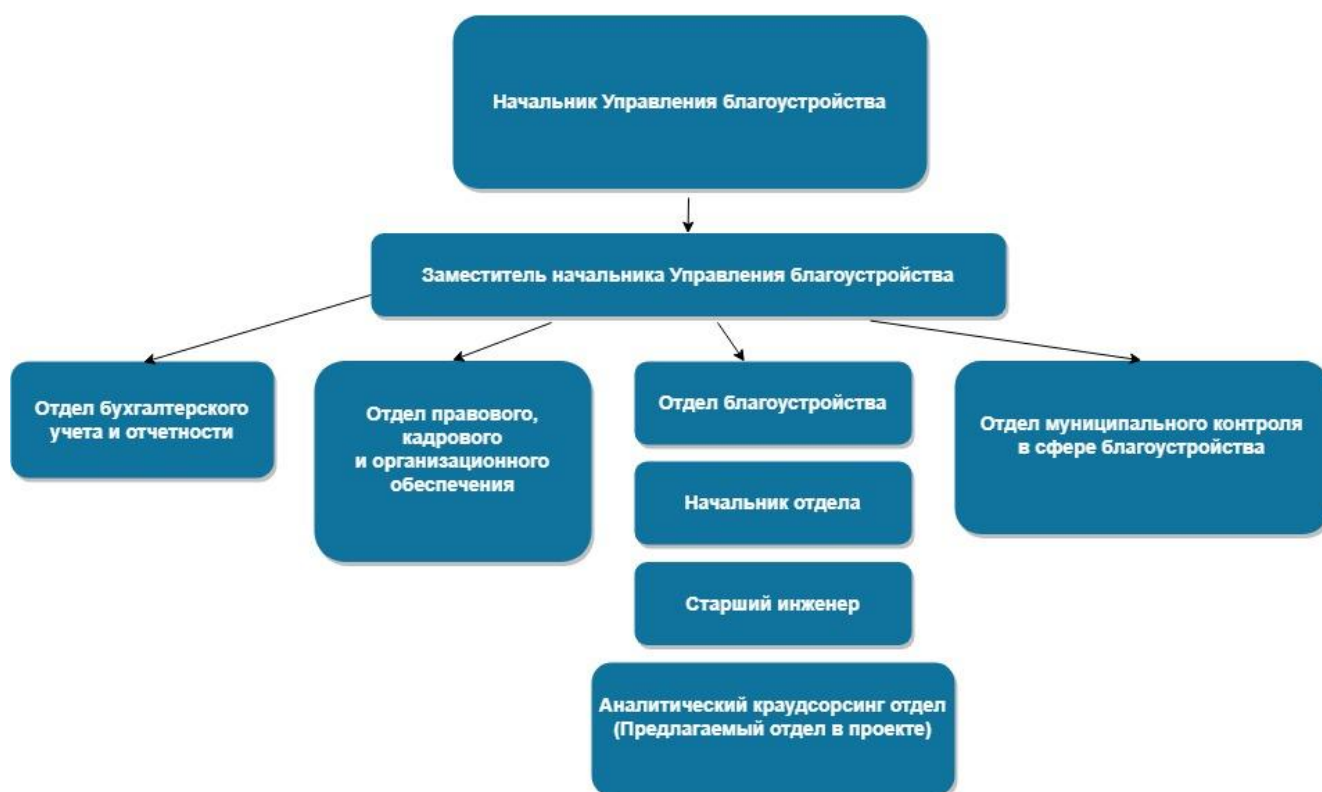 Начальник Управления благоустройства
Заместитель начальника Управления благоустройства
Отдел бухгалтерского
учета и отчетности
Отдел правового,
кадрового
и организационного
обеспечения
Отдел благоустройства
Начальник отдела
Старший инженер
Аналитический краудсорсинг отдел
(Предлагаемый отдел в проекте)
Отдел муниципального контроля
в сфере благоустройства